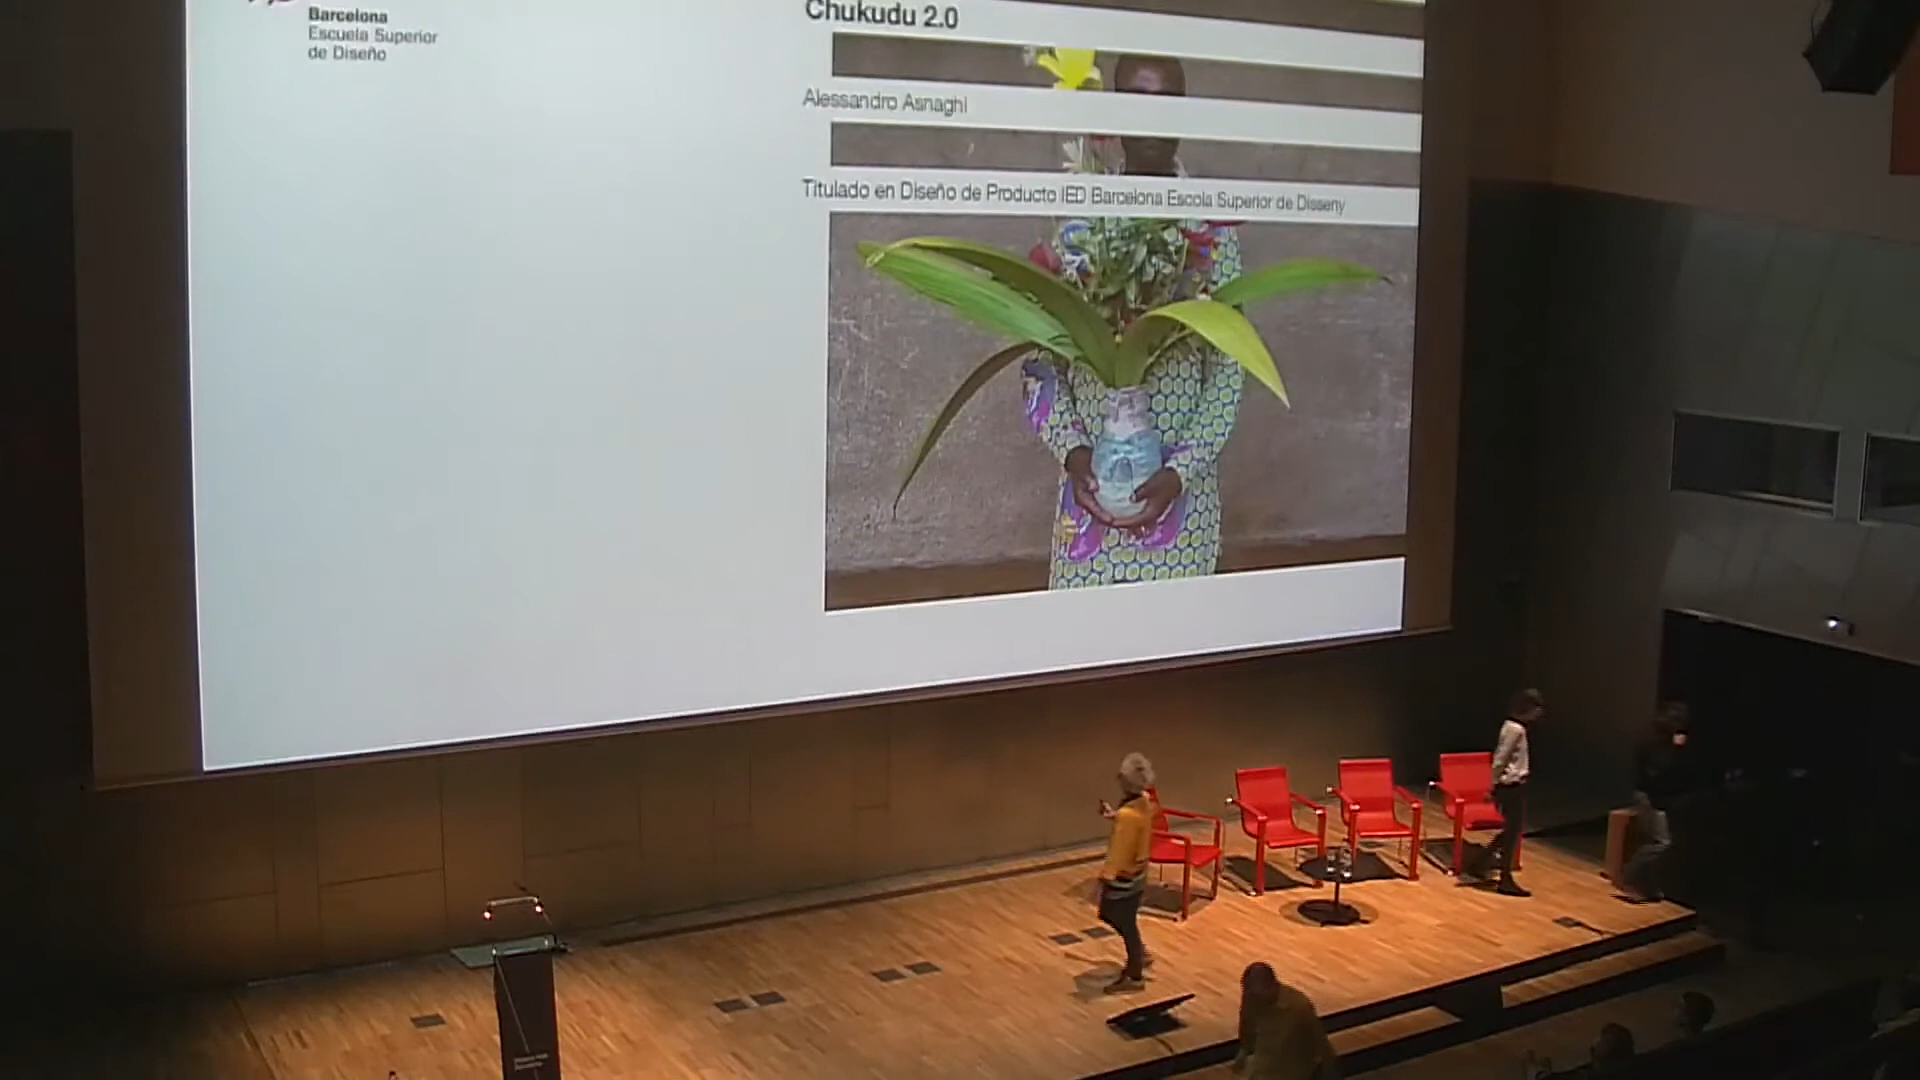 Barcelona
Escuela Superior
de Diseño
Chukudu 2.0
Alessandro Asnaghi
Titulado en Diseño de Producto IED Barcelona Escola Superior de Disseny